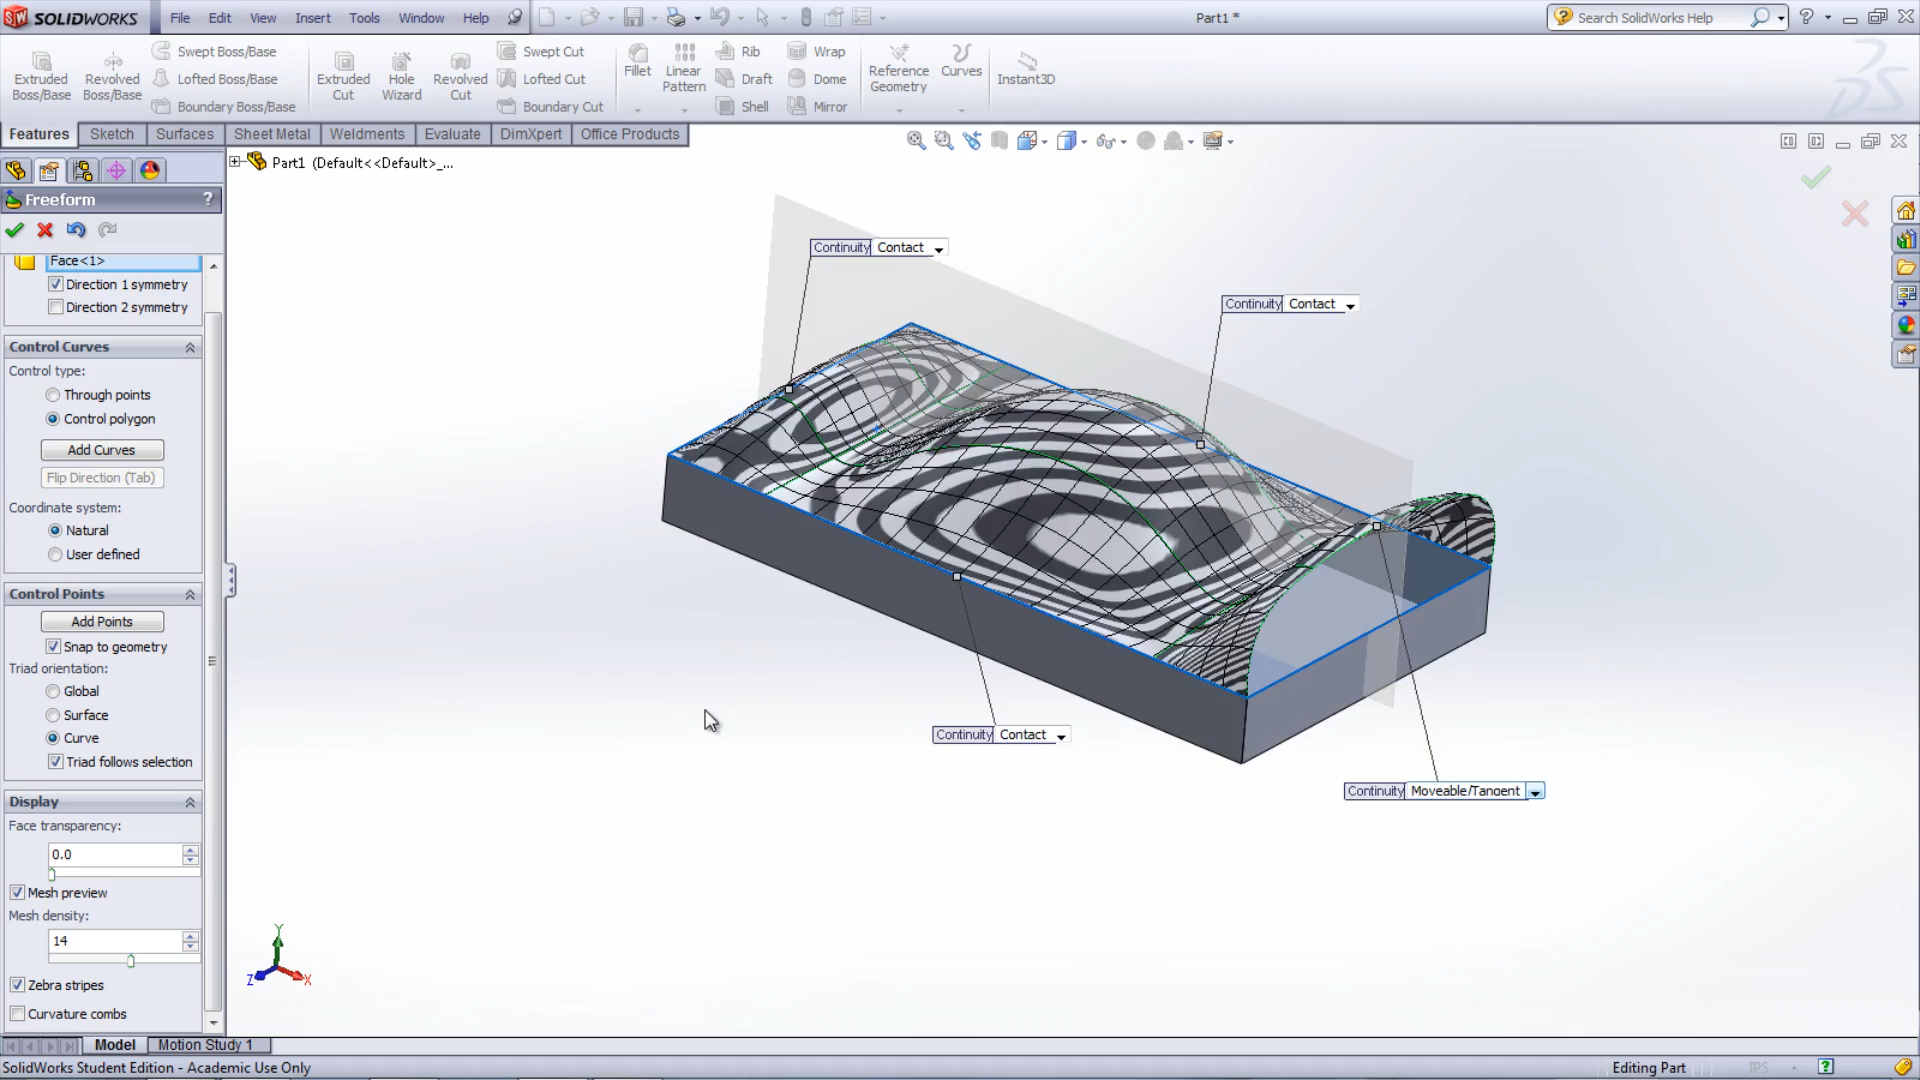 SOLIDWORKS File Edit View Insert Tools Window Help Part1 * Search SolidWorks Help
Extruded Boss/Base
Revolved Boss/Base
Swept Boss/Base
Lofted Boss/Base
Boundary Boss/Base
Extruded Cut
Hole Wizard
Revolved Cut
Swept Cut
Lofted Cut
Boundary Cut
Fillet
Linear Pattern
Rib
Draft
Shell
Wrap
Dome
Mirror
Reference Geometry
Curves
Instant3D
Features Sketch Surfaces Sheet Metal Weldments Evaluate DimXpert Office Products
Part1 (Default<<Default>_...
Freeform ?
Face<1>
Direction 1 symmetry
Direction 2 symmetry
Control Curves
Control type:
Through points
Control polygon
Add Curves
Flip Direction (Tab)
Coordinate system:
Natural
User defined
Control Points
Add Points
Snap to geometry
Triad orientation:
Global
Surface
Curve
Triad follows selection
Display
Face transparency:
0.0
Mesh preview
Mesh density:
14
Zebra stripes
Curvature combs
Continuity Contact
Continuity Contact
Continuity Contact
Continuity Moveable/Tangent
Y
Z X
Model Motion Study 1
SolidWorks Student Edition - Academic Use Only Editing Part IPS ?